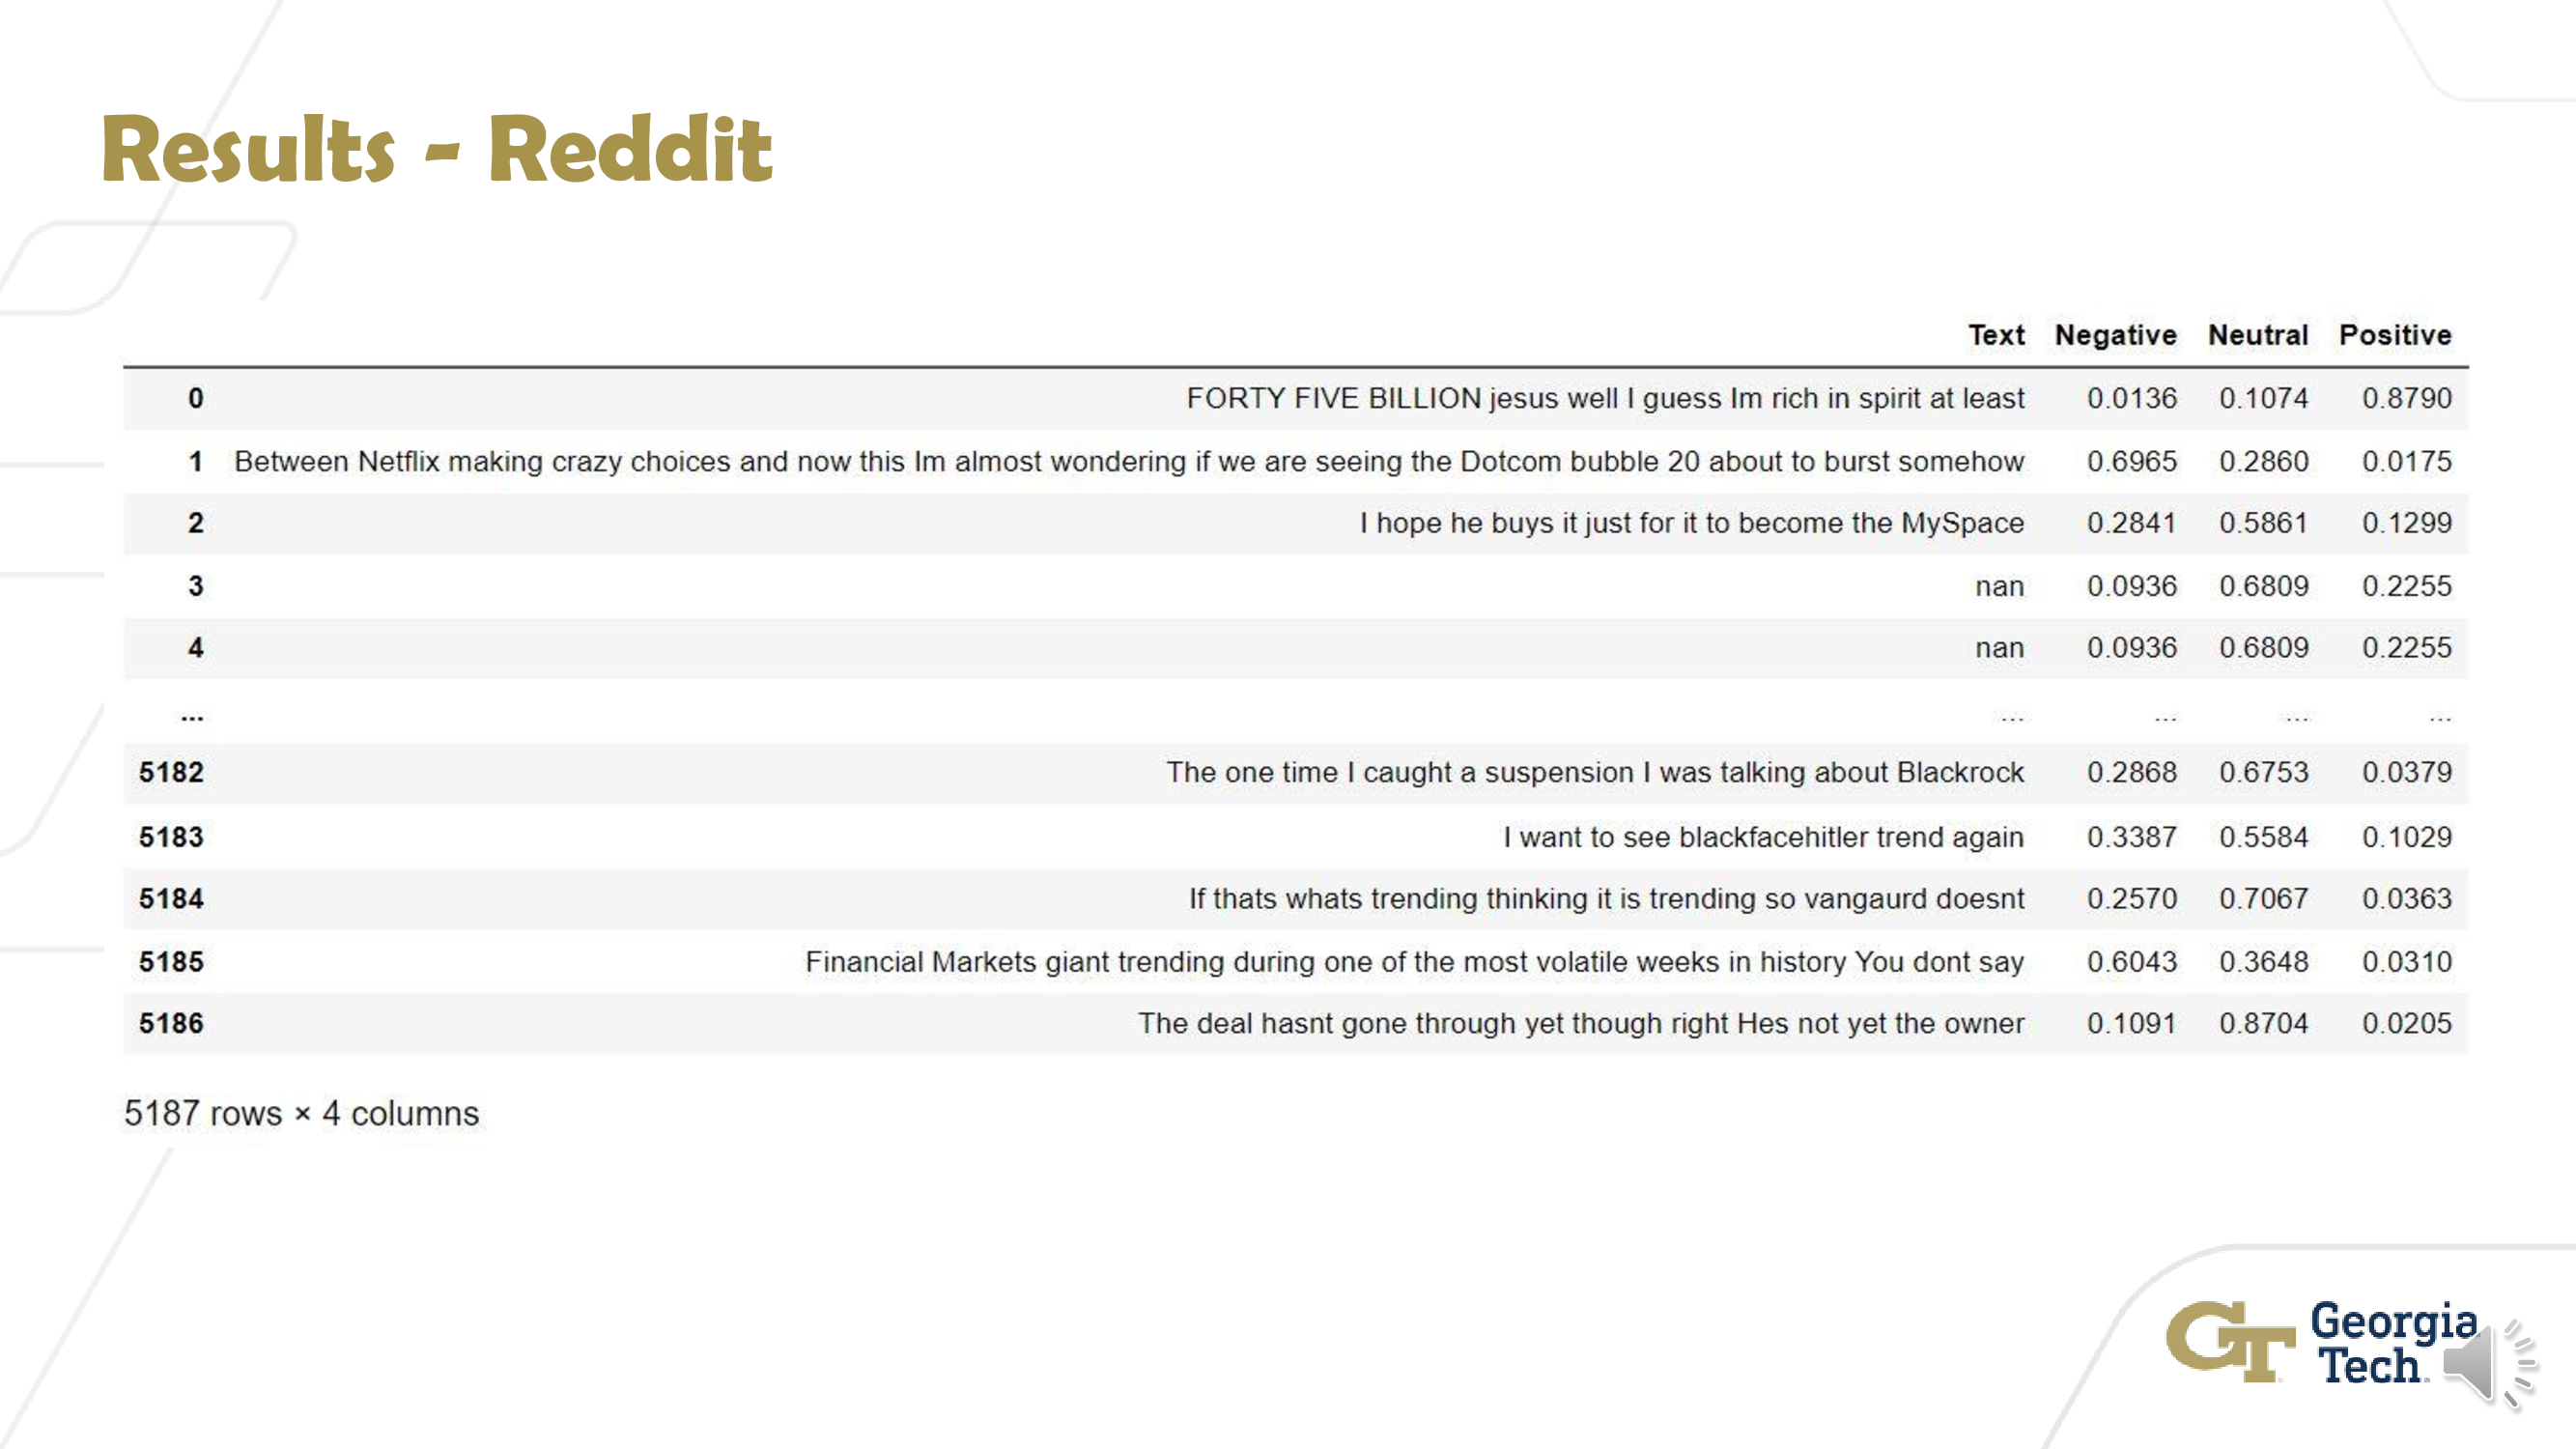 Results - Reddit
Text Negative Neutral Positive
0 FORTY FIVE BILLION jesus well I guess Im rich in spirit at least 0.0136 0.1074 0.8790
1 Between Netflix making crazy choices and now this Im almost wondering if we are seeing the Dotcom bubble 20 about to burst somehow 0.6965 0.2860 0.0175
2 I hope he buys it just for it to become the MySpace 0.2841 0.5861 0.1299
3 nan 0.0936 0.6809 0.2255
4 nan 0.0936 0.6809 0.2255
... ... ... ... ...
5182 The one time I caught a suspension I was talking about Blackrock 0.2868 0.6753 0.0379
5183 I want to see blackfacehitler trend again 0.3387 0.5584 0.1029
5184 If thats whats trending thinking it is trending so vangaurd doesnt 0.2570 0.7067 0.0363
5185 Financial Markets giant trending during one of the most volatile weeks in history You dont say 0.6043 0.3648 0.0310
5186 The deal hasnt gone through yet though right Hes not yet the owner 0.1091 0.8704 0.0205
5187 rows × 4 columns
GT Georgia
Tech